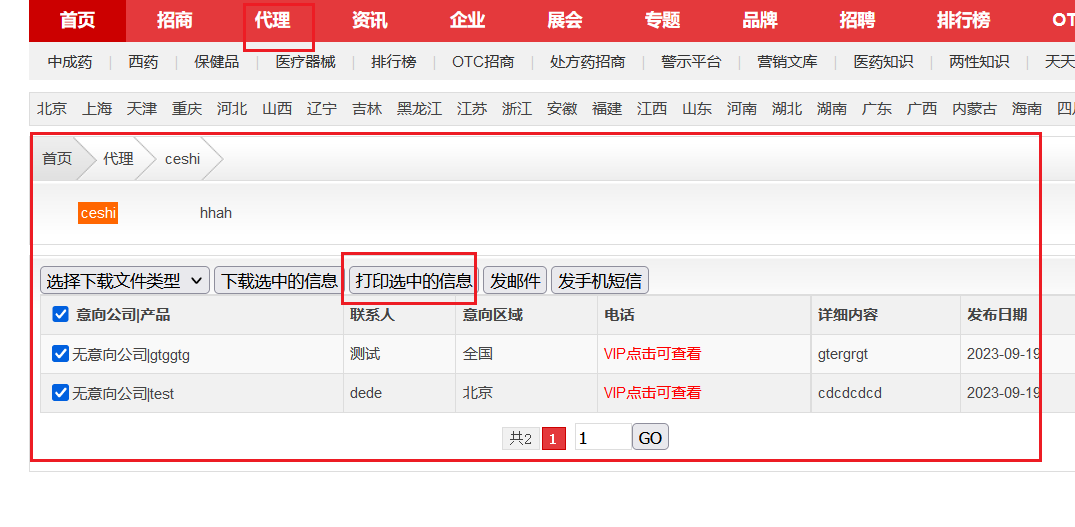 首页 招商 代理 资讯 企业 展会 专题 品牌 招聘 排行榜 OT
中成药 西药 保健品 医疗器械 排行榜 OTC招商 处方药招商 警示平台 营销文库 医药知识 两性知识 天天
北京 上海 天津 重庆 河北 山西 辽宁 吉林 黑龙江 江苏 浙江 安徽 福建 江西 山东 河南 湖北 湖南 广东 广西 内蒙古 海南 四川
首页 代理 ceshi
ceshi hhah
选择下载文件类型 下载选中的信息 打印选中的信息 发邮件 发手机短信
意向公司|产品 联系人 意向区域 电话 详细内容 发布日期
无意向公司|gtggtg 测试 全国 VIP点击可查看 gtergrgt 2023-09-19
无意向公司|test dede 北京 VIP点击可查看 cdcdcdcd 2023-09-19
共2 1 1 GO